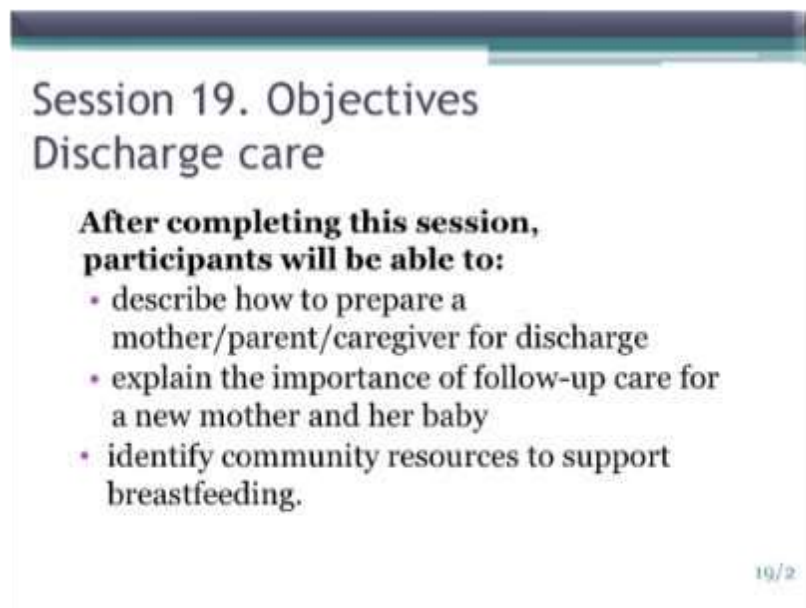 Session 19. Objectives
Discharge care
After completing this session,
participants will be able to:
• describe how to prepare a
mother/parent/caregiver for discharge
• explain the importance of follow-up care for
a new mother and her baby
• identify community resources to support
breastfeeding.
19/2